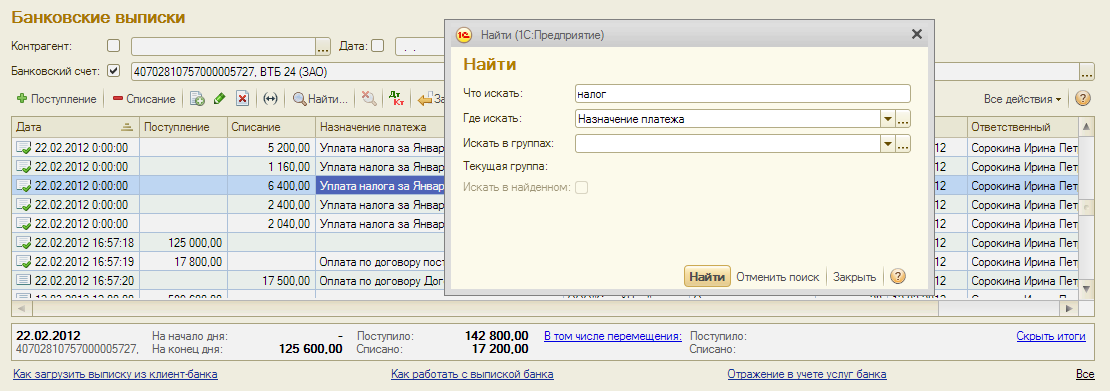 Банковские выписки
Контрагент: ... Дата: . .
Банковский счет: 40702810757000005727, ВТБ 24 (ЗАО) ...
Поступление Списание Найти... Дт Кт За Все действия ?
Дата Поступление Списание Назначение платежа Ответственный
22.02.2012 0:00:00 5 200,00 Уплата налога за Январ 12 Сорокина Ирина Пет
22.02.2012 0:00:00 1 160,00 Уплата налога за Январ 12 Сорокина Ирина Пет
22.02.2012 0:00:00 6 400,00 Уплата налога за Январ 12 Сорокина Ирина Пет
22.02.2012 0:00:00 2 400,00 Уплата налога за Январ 12 Сорокина Ирина Пет
22.02.2012 0:00:00 2 040,00 Уплата налога за Январ 12 Сорокина Ирина Пет
22.02.2012 16:57:18 125 000,00 12 Сорокина Ирина Пет
22.02.2012 16:57:19 17 800,00 Оплата по договору пост 12 Сорокина Ирина Пет
22.02.2012 16:57:20 17 500,00 Оплата по договору Дог 12 Сорокина Ирина Пет
1С Найти (1С:Предприятие)
Найти
Что искать: налог
Где искать: Назначение платежа ...
Искать в группах: ...
Текущая группа:
Искать в найденном:
Найти Отменить поиск Закрыть ?
22.02.2012 На начало дня: - Поступило: 142 800,00 В том числе перемещения: Поступило: Скрыть итоги
40702810757000005727, На конец дня: 125 600,00 Списано: 17 200,00 Списано:
Как загрузить выписку из клиент-банка Как работать с выпиской банка Отражение в учете услуг банка Все